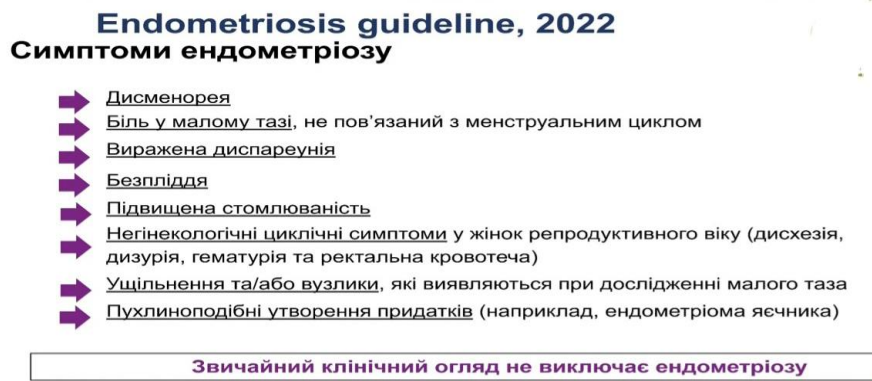 Endometriosis guideline, 2022
Симптоми ендометріозу
Дисменорея
Біль у малому тазі, не пов’язаний з менструальним циклом
Виражена диспареунія
Безпліддя
Підвищена стомлюваність
Негінекологічні циклічні симптоми у жінок репродуктивного віку (дисхезія,
дизурія, гематурія та ректальна кровотеча)
Ущільнення та/або вузлики, які виявляються при дослідженні малого таза
Пухлиноподібні утворення придатків (наприклад, ендометріома яєчника)
Звичайний клінічний огляд не виключає ендометріозу